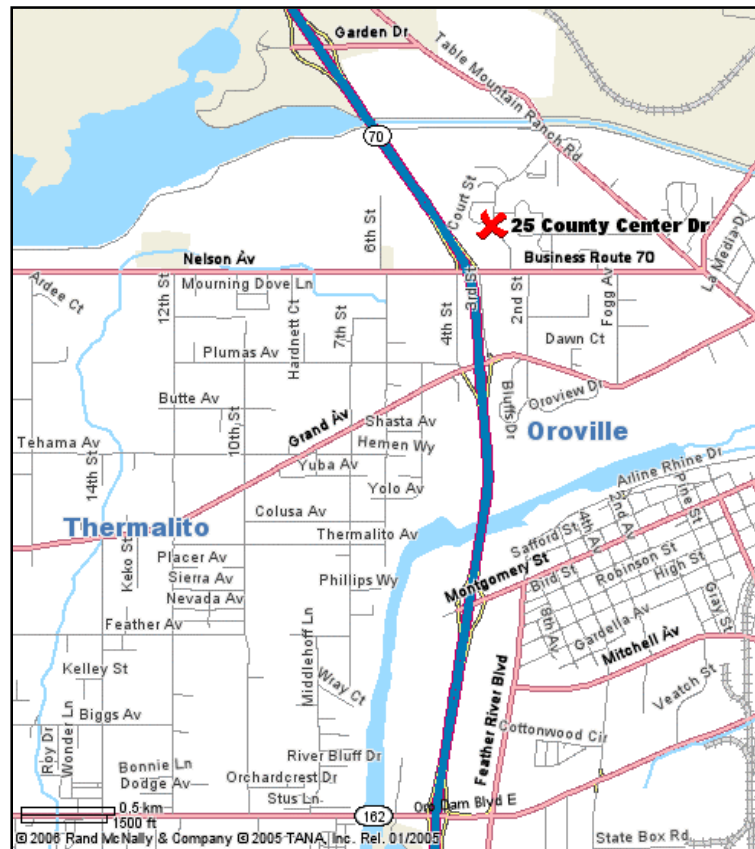 Garden Dr
Table Mountain Ranch Rd
70
Court St
25 County Center Dr
6th St
Nelson Av
Business Route 70
La Media Dr
Ardee Ct
12th St
Mourning Dove Ln
Hardnett Ct
7th St
4th St
3rd St
2nd St
Fogg Av
Plumas Av
Dawn Ct
Butte Av
10th St
Grand Av
Shasta Av
Bluffs Dr
Oroview Dr
Oroville
Tehama Av
14th St
Hemen Wy
Yuba Av
Yolo Av
Arline Rhine Dr
Pine St
2nd Av
4th Av
Safford St
Colusa Av
Thermalito
Thermalito Av
Keko St
Placer Av
Sierra Av
Nevada Av
Phillips Wy
Montgomery St
Bird St
Robinson St
High St
Gray St
8th Av
Gardella Av
Mitchell Av
Feather Av
Middlehoff Ln
Wray Ct
Kelley St
Veatch St
Feather River Blvd
Biggs Av
Roy Dr
Wonder Ln
Cottonwood Cir
River Bluff Dr
Bonnie Ln
Dodge Av
Orchardcrest Dr
Stus Ln
162
Oro Dam Blvd E
0.5 km
1500 ft
State Box Rd
© 2006 Rand McNally & Company © 2005 TANA, Inc. Rel. 01/2005